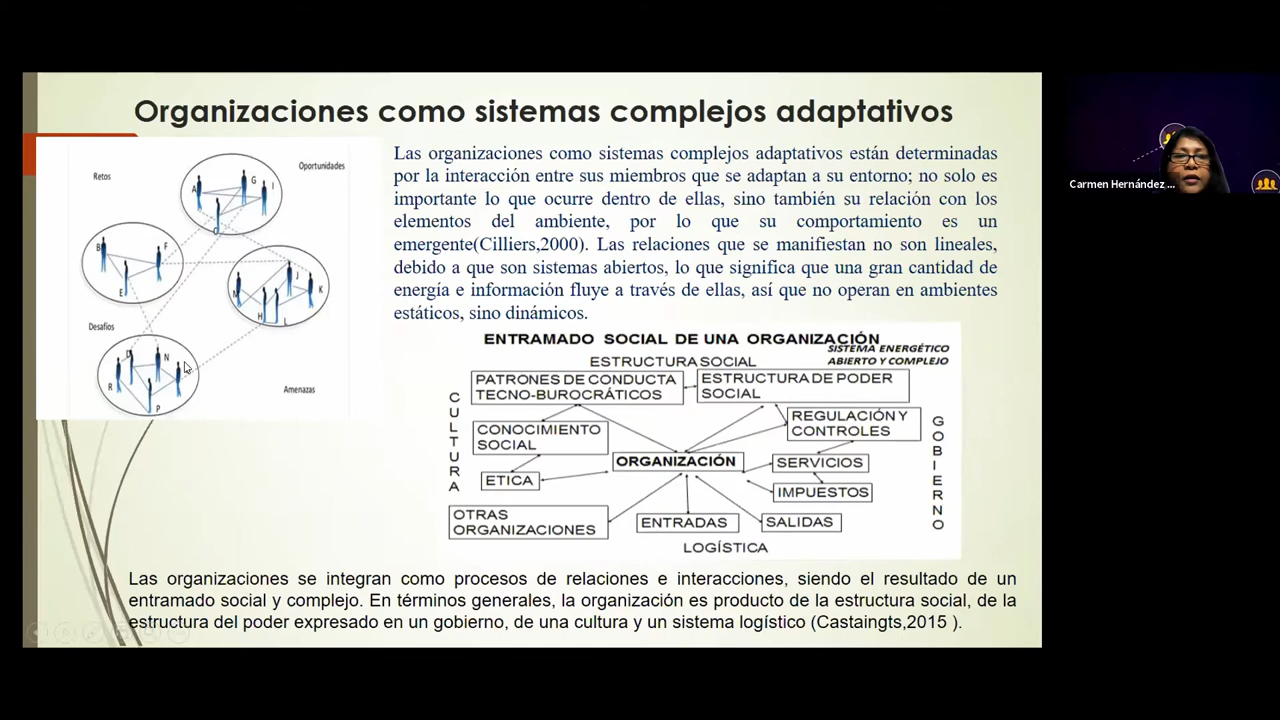 Organizaciones como sistemas complejos adaptativos
Retos
Oportunidades
A
G
I
C
B
F
E
J
K
M
H
L
Desafíos
D
N
R
P
Amenazas
Las organizaciones como sistemas complejos adaptativos están determinadas
por la interacción entre sus miembros que se adaptan a su entorno; no solo es
importante lo que ocurre dentro de ellas, sino también su relación con los
elementos del ambiente, por lo que su comportamiento es un
emergente(Cilliers,2000). Las relaciones que se manifiestan no son lineales,
debido a que son sistemas abiertos, lo que significa que una gran cantidad de
energía e información fluye a través de ellas, así que no operan en ambientes
estáticos, sino dinámicos.
ENTRAMADO SOCIAL DE UNA ORGANIZACIÓN
SISTEMA ENERGÉTICO
ABIERTO Y COMPLEJO
ESTRUCTURA SOCIAL
PATRONES DE CONDUCTA
TECNO-BUROCRÁTICOS
ESTRUCTURA DE PODER
SOCIAL
CULTURA
CONOCIMIENTO
SOCIAL
REGULACIÓN Y
CONTROLES
GOBIERNO
ORGANIZACIÓN
SERVICIOS
ETICA
IMPUESTOS
OTRAS
ORGANIZACIONES
ENTRADAS
SALIDAS
LOGÍSTICA
Las organizaciones se integran como procesos de relaciones e interacciones, siendo el resultado de un
entramado social y complejo. En términos generales, la organización es producto de la estructura social, de la
estructura del poder expresado en un gobierno, de una cultura y un sistema logístico (Castaingts,2015 ).
Carmen Hernández ...